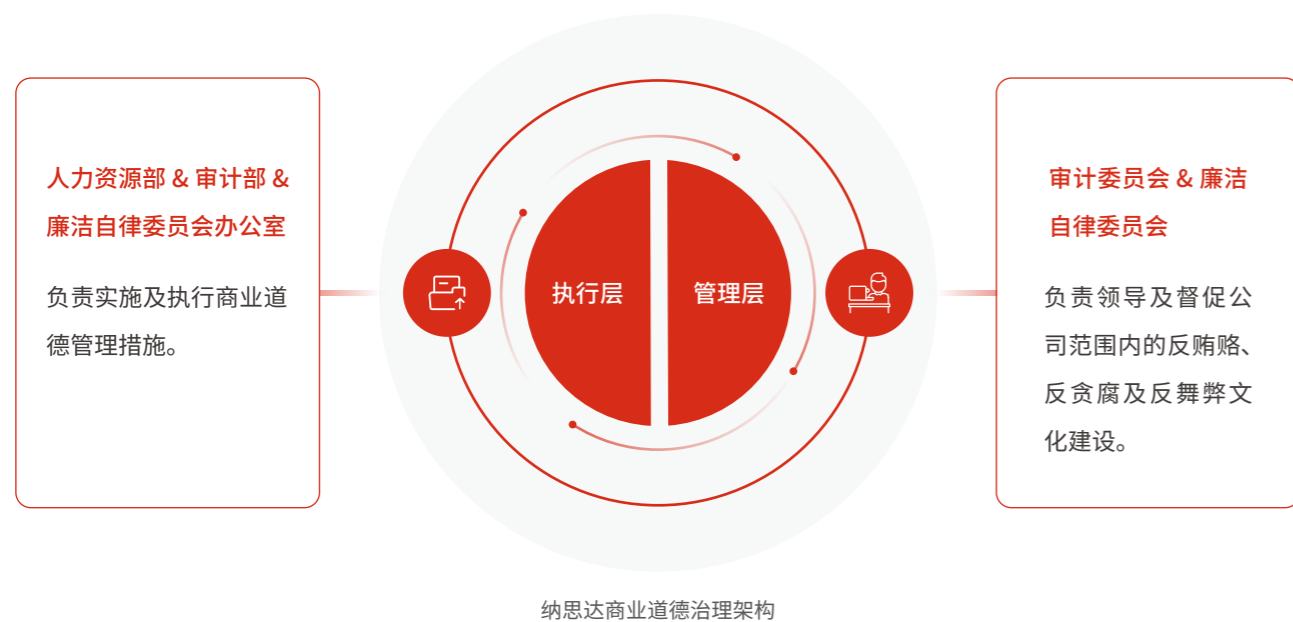 人力资源部 & 审计部 &
廉洁自律委员会办公室
负责实施及执行商业道
德管理措施。
执行层
管理层
审计委员会 & 廉洁
自律委员会
负责领导及督促公
司范围内的反贿赂、
反贪腐及反舞弊文
化建设。
纳思达商业道德治理架构